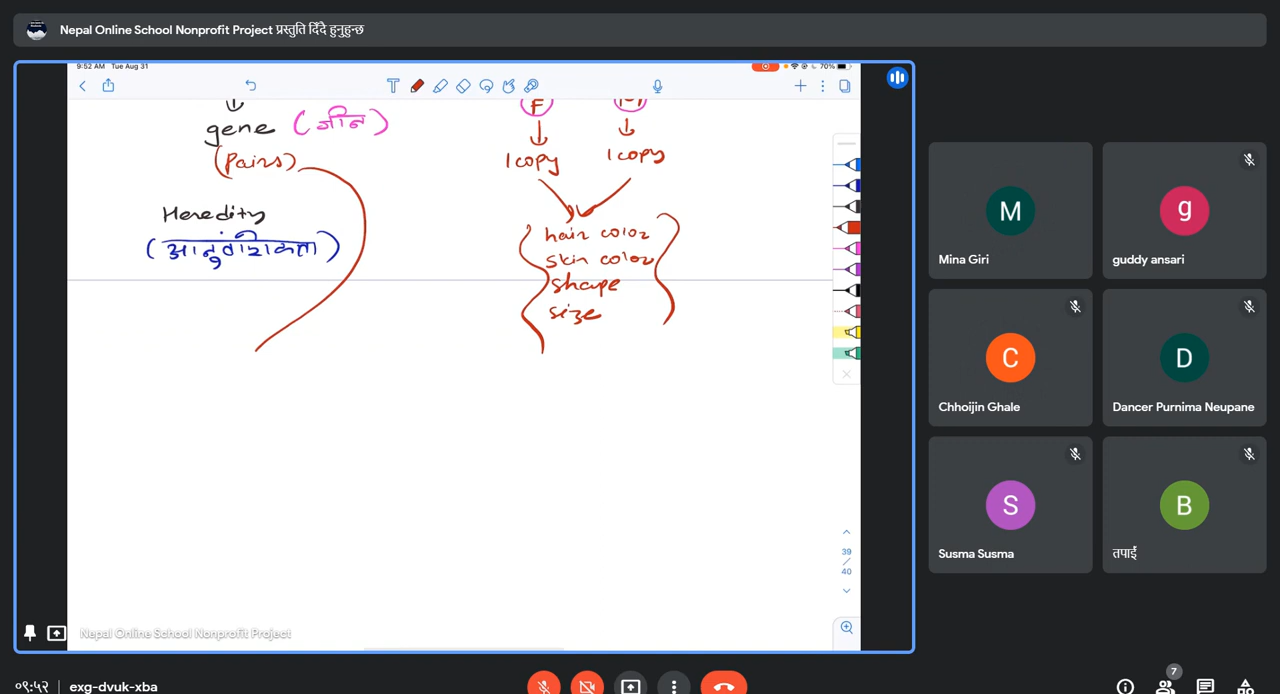 Nepal Online School Nonprofit Project प्रस्तुति दिँदै हुनुहुन्छ
9:52 AM Tue Aug 31
70%
gene (जीन)
(Pairs)
Heredity
(आनुवंशिकता)
F
1 copy
1 copy
hair color
skin color
shape
size
39
/
40
Nepal Online School Nonprofit Project
M
Mina Giri
g
guddy ansari
C
Chhoijin Ghale
D
Dancer Purnima Neupane
S
Susma Susma
B
तपाईं
०९:५२ | exg-dvuk-xba
7